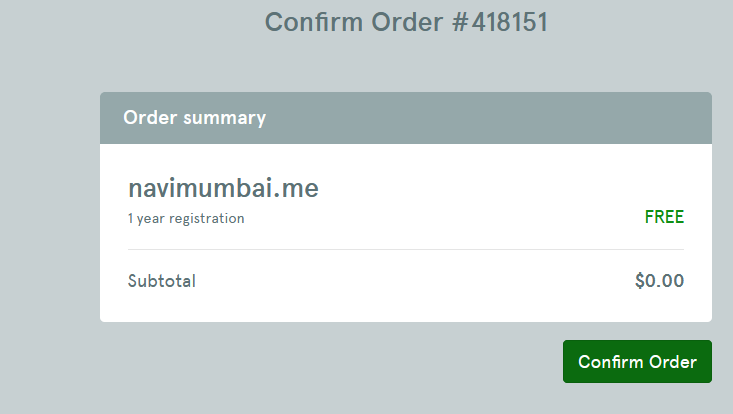 Confirm Order #418151
Order summary
navimumbai.me
1 year registration
FREE
Subtotal
$0.00
Confirm Order